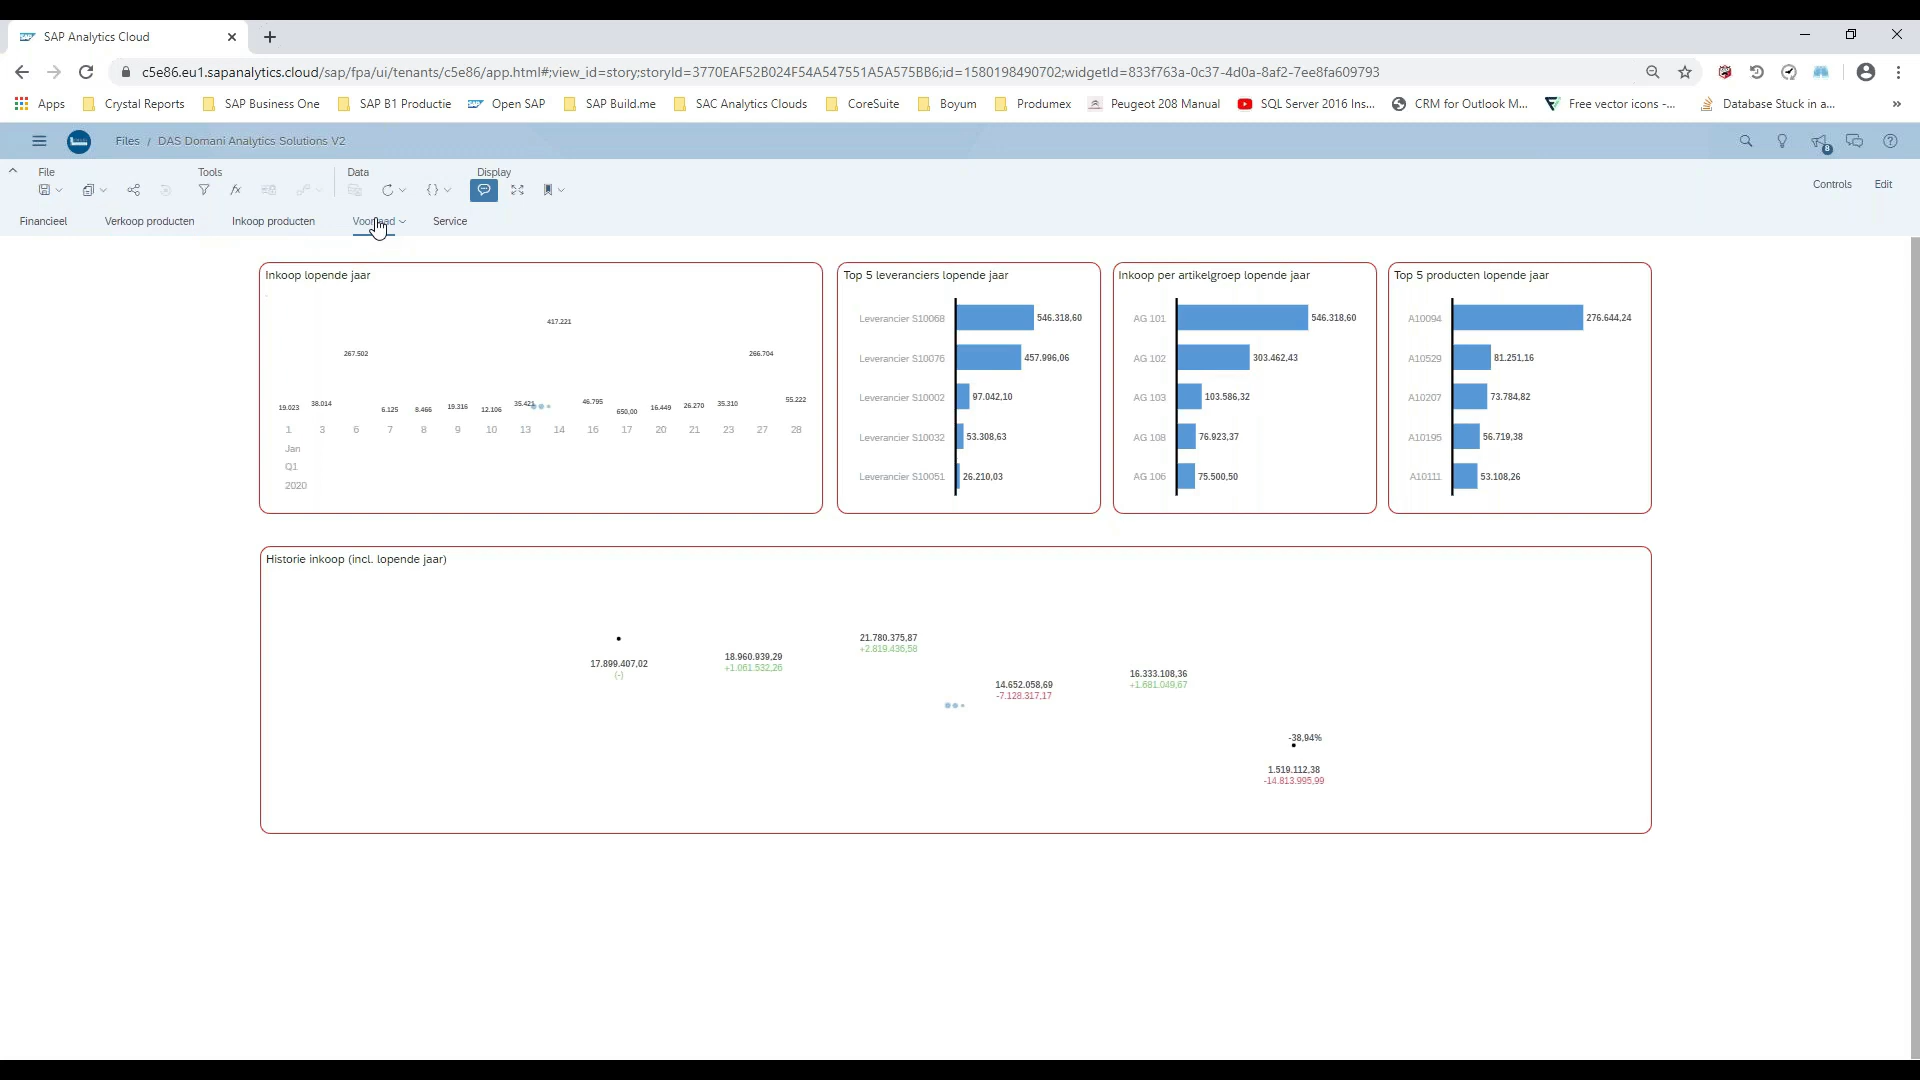 SAP Analytics Cloud
c5e86.eu1.sapanalytics.cloud/sap/fpa/ui/tenants/c5e86/app.html#;view_id=story;storyId=3770EAF52B024F54A547551A5A575BB6;id=1580198490702;widgetId=833f763a-0c37-4d0a-8af2-7ee8fa609793
Apps Crystal Reports SAP Business One SAP B1 Productie Open SAP SAP Build.me SAC Analytics Clouds CoreSuite Boyum Produmex Peugeot 208 Manual SQL Server 2016 Ins... CRM for Outlook M... Free vector icons -... Database Stuck in a... »
Files / DAS Domani Analytics Solutions V2
8
File Tools Data Display
Controls Edit
Financieel Verkoop producten Inkoop producten Service
Inkoop lopende jaar
417.221
267.502 266.704
19.023 38.014 6.125 8.466 19.316 12.106 46.795 650,00 16.449 26.270 35.310 55.222
1 3 6 7 8 9 10 13 14 16 17 20 21 23 27 28
Jan
Q1
2020
Top 5 leveranciers lopende jaar
Leverancier S10068 546.318,60
Leverancier S10076 457.996,06
Leverancier S10002 97.042,10
Leverancier S10032 53.308,63
Leverancier S10051 26.210,03
Inkoop per artikelgroep lopende jaar
AG 101 546.318,60
AG 102 303.462,43
AG 103 103.586,32
AG 108 76.923,37
AG 106 75.500,50
Top 5 producten lopende jaar
A10094 276.644,24
A10529 81.251,16
A10207 73.784,82
A10195 56.719,38
A10111 53.108,26
Historie inkoop (incl. lopende jaar)
17.899.407,02
(-)
18.960.939,29
+1.061.532,26
21.780.375,87
+2.819.436,58
14.652.058,69
-7.128.317,17
16.333.108,36
+1.681.049,67
-38,94%
1.519.112,38
-14.813.995,99